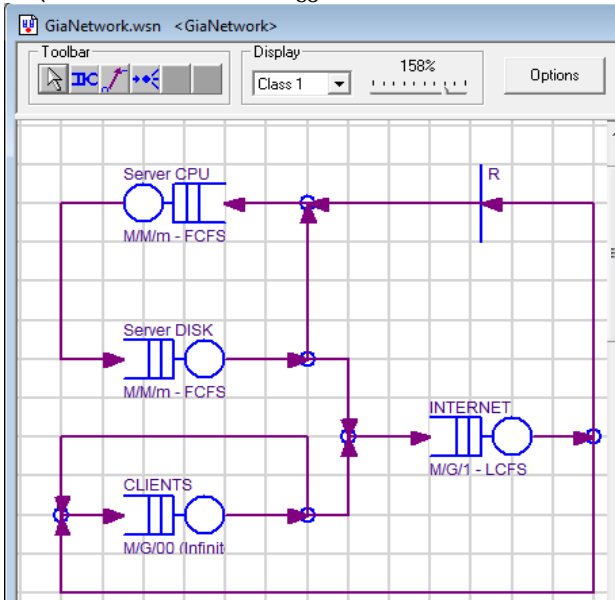 GiaNetwork.wsn <GiaNetwork>
Toolbar
Display
Class 1
158%
Options
Server CPU
M/M/m - FCFS
R
Server DISK
M/M/m - FCFS
INTERNET
M/G/1 - LCFS
CLIENTS
M/G/00 (Infinit